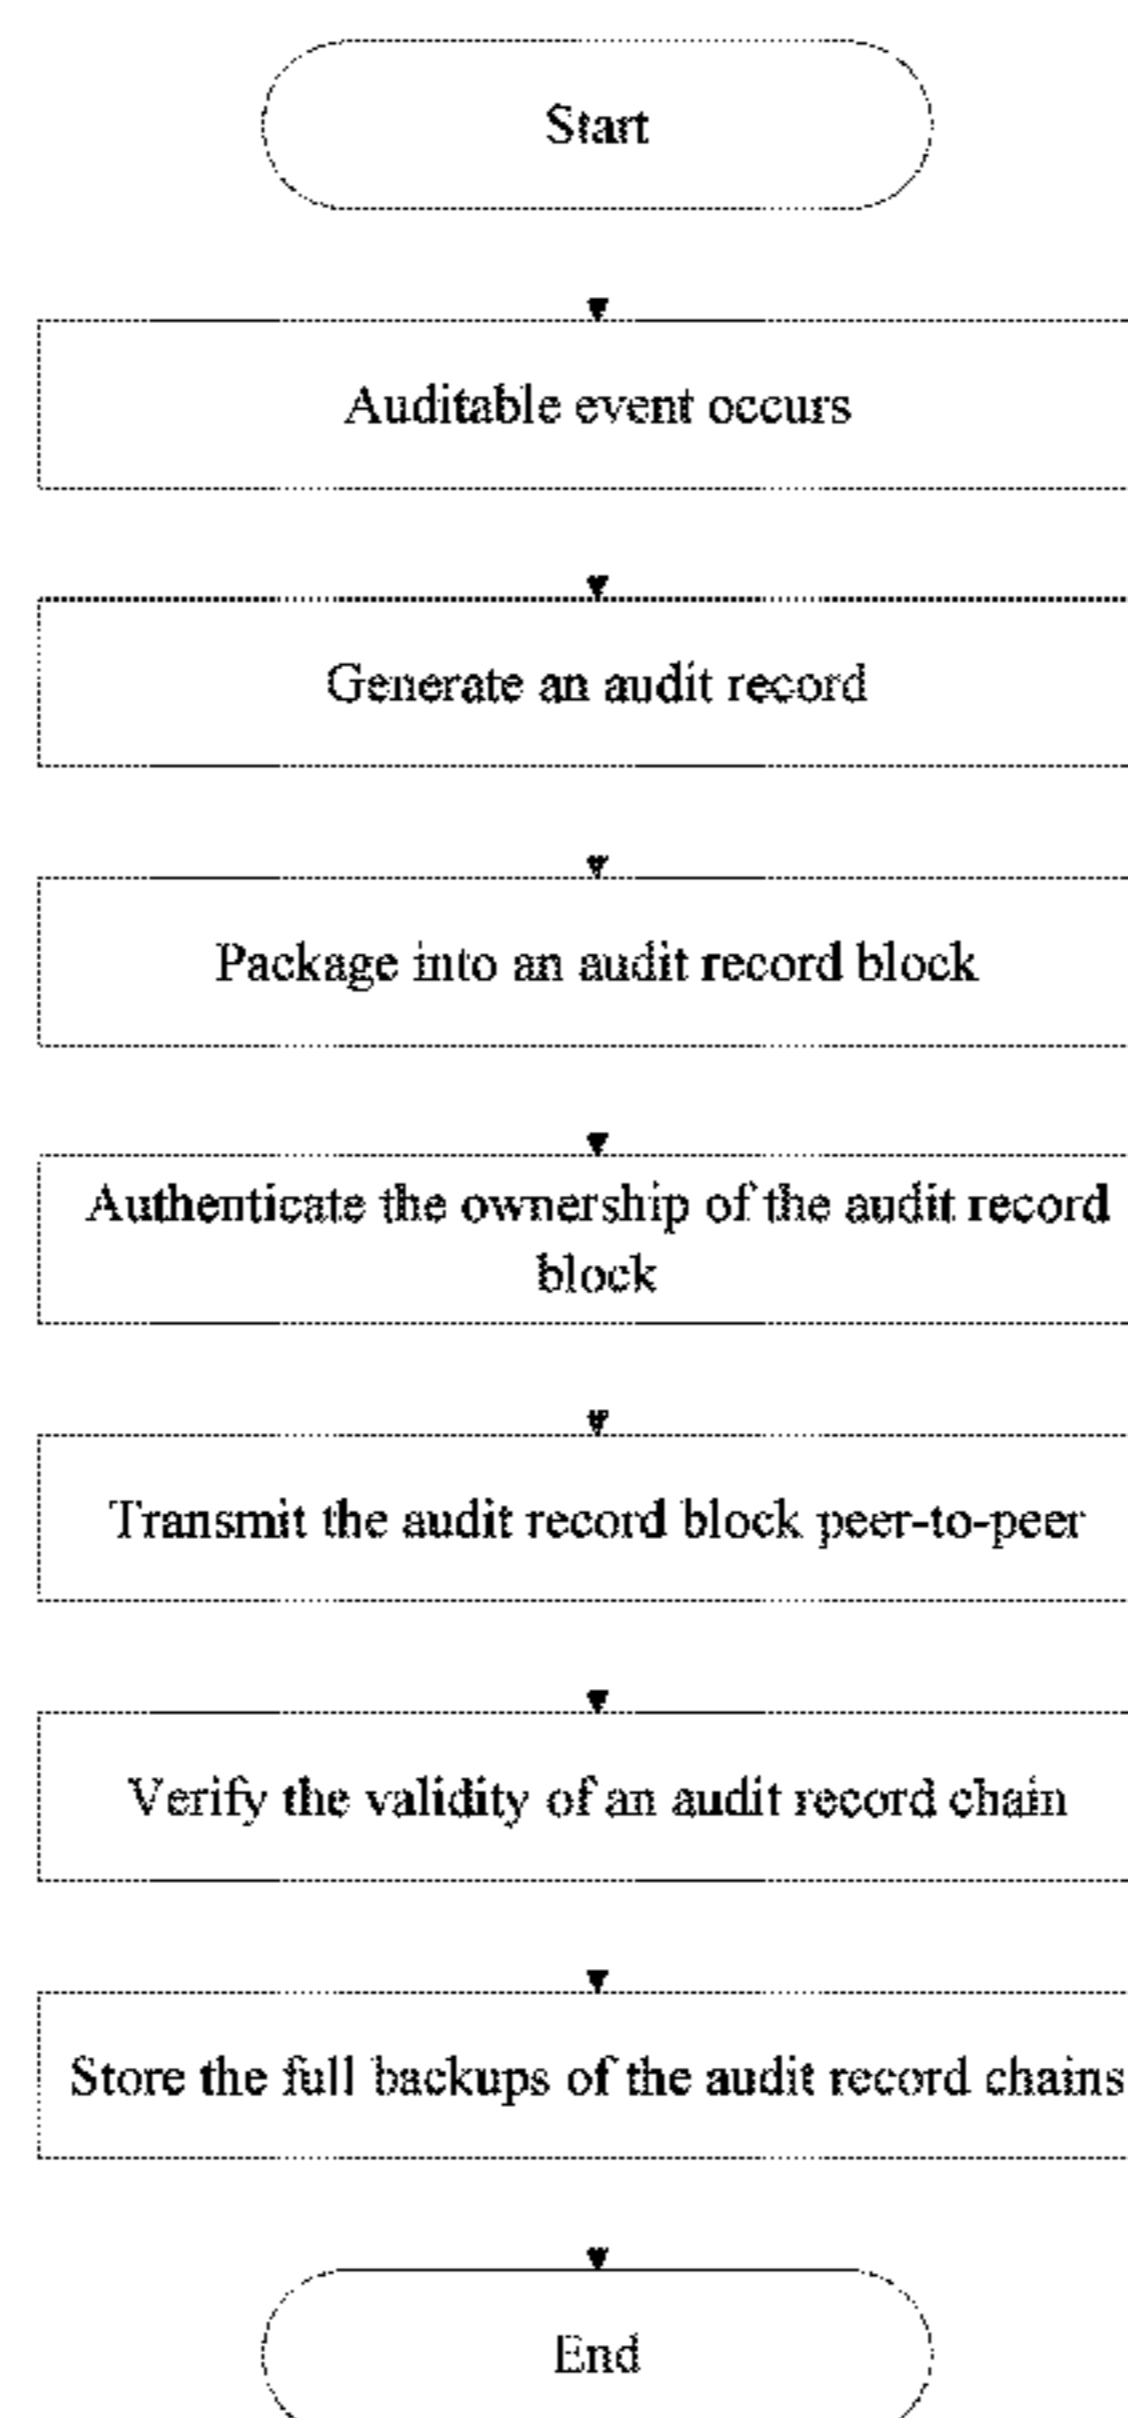 Start
Auditable event occurs
Generate an audit record
Package into an audit record block
Authenticate the ownership of the audit record
block
Transmit the audit record block peer-to-peer
Verify the validity of an audit record chain
Store the full backups of the audit record chains
End